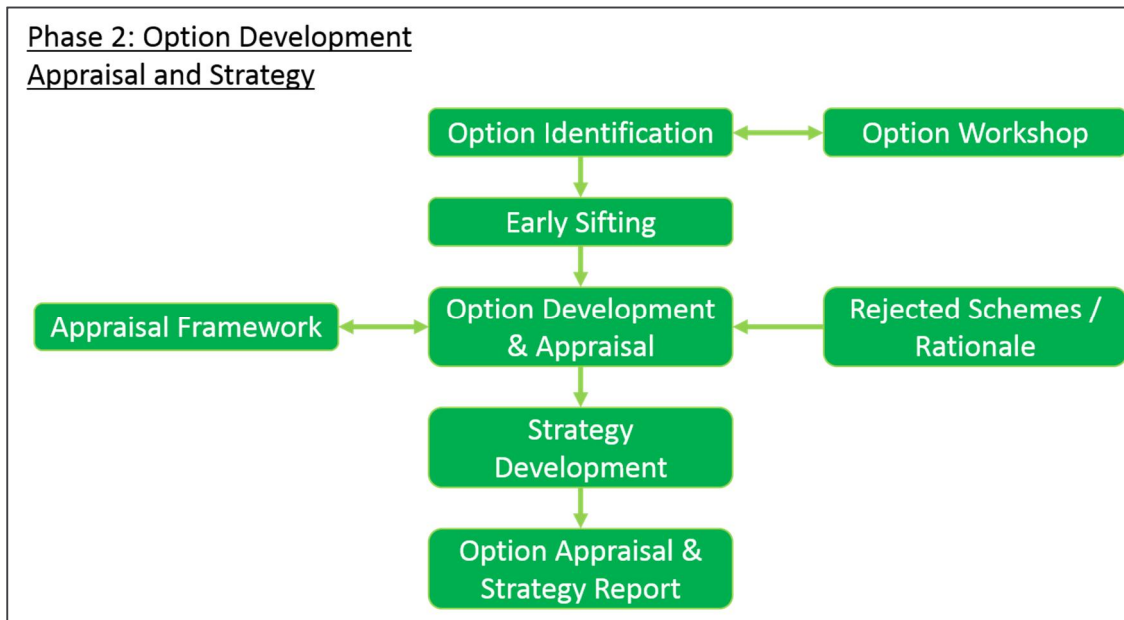 Phase 2: Option Development
Appraisal and Strategy
Option Identification
Option Workshop
Early Sifting
Appraisal Framework
Option Development
& Appraisal
Rejected Schemes /
Rationale
Strategy
Development
Option Appraisal &
Strategy Report